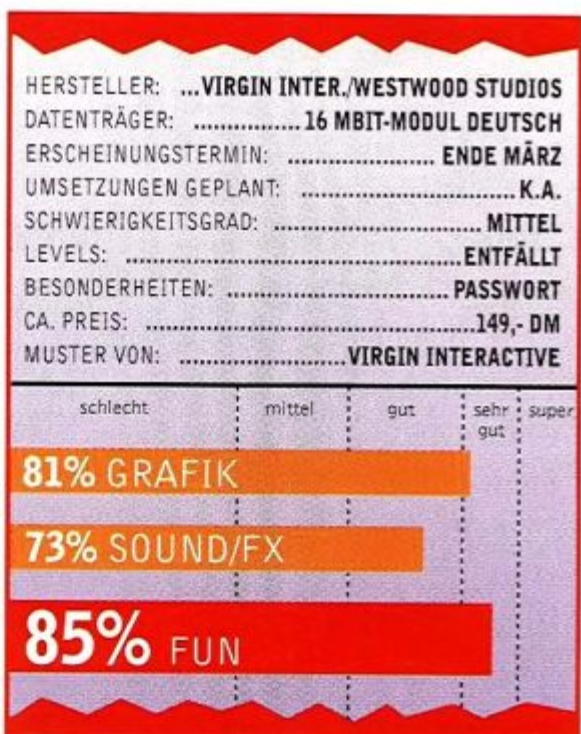 HERSTELLER: ...VIRGIN INTER./WESTWOOD STUDIOS
DATENTRÄGER: .................16 MBIT-MODUL DEUTSCH
ERSCHEINUNGSTERMIN: ....................... ENDE MÄRZ
UMSETZUNGEN GEPLANT: .....................................K.A.
SCHWIERIGKEITSGRAD: ................................... MITTEL
LEVELS: .....................................................ENTFÄLLT
BESONDERHEITEN: ................................... PASSWORT
CA. PREIS: ....................................................149,- DM
MUSTER VON: .........................VIRGIN INTERACTIVE
schlecht mittel gut sehr gut super
81% GRAFIK
73% SOUND/FX
85% FUN